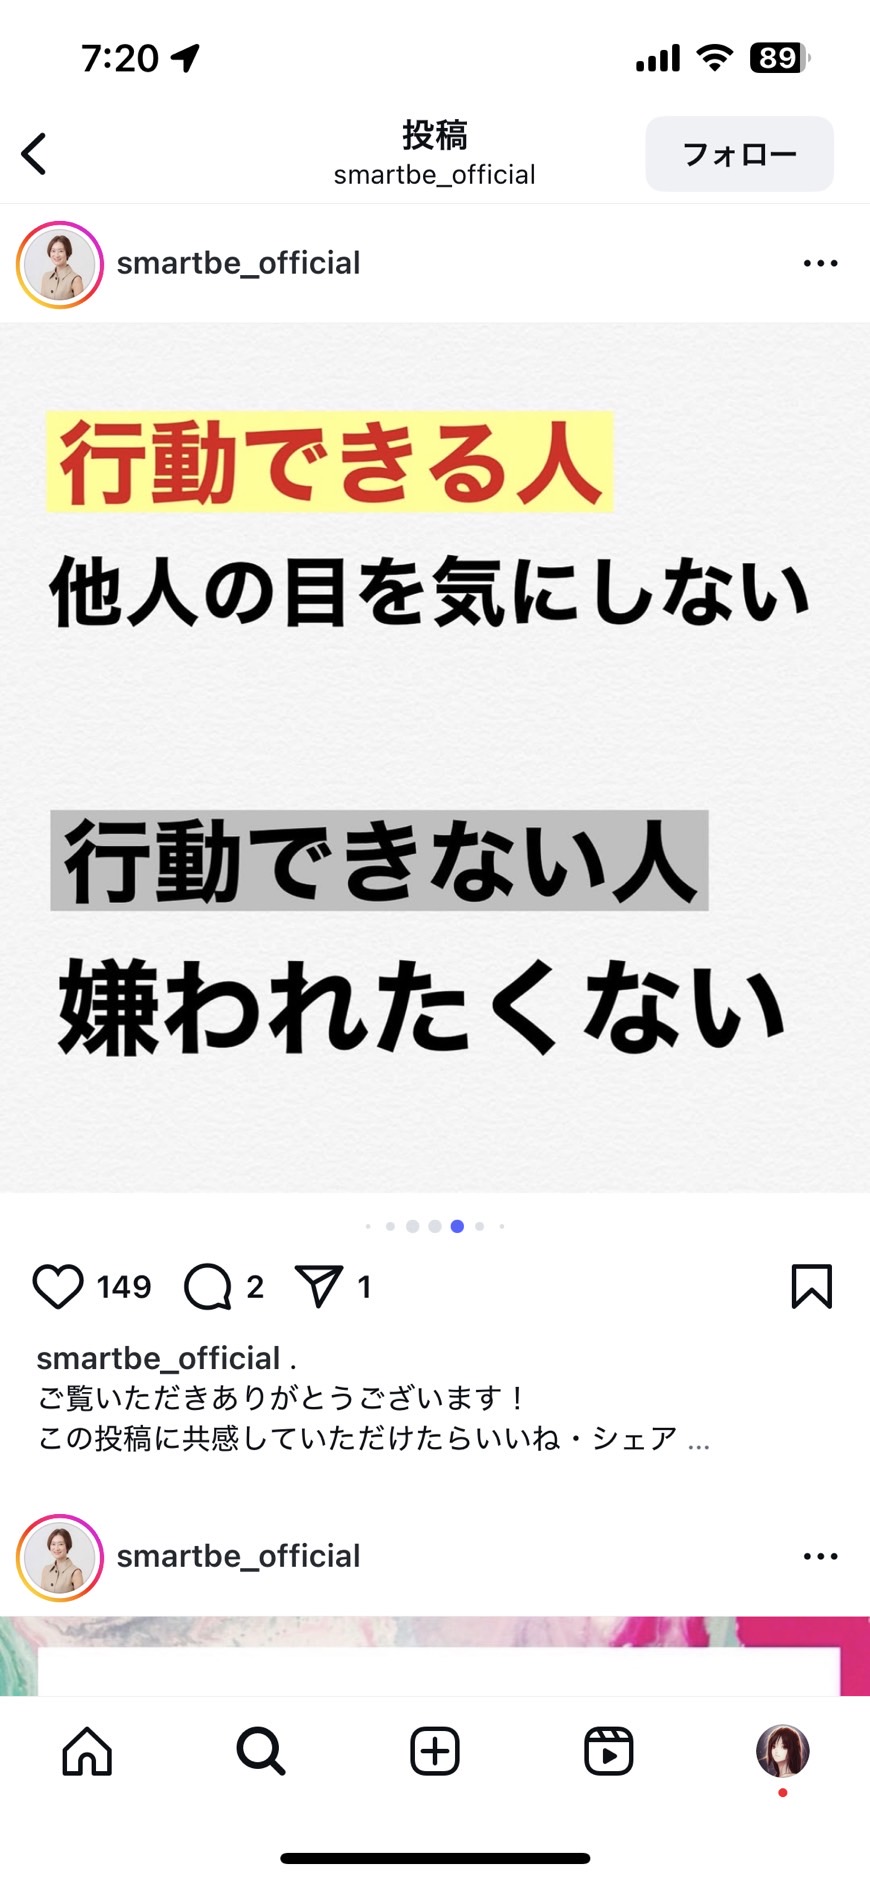 7:20
89
投稿
smartbe_official
フォロー
smartbe_official
行動できる人
他人の目を気にしない
行動できない人
嫌われたくない
149
2
1
smartbe_official .
ご覧いただきありがとうございます！
この投稿に共感していただけたらいいね・シェア ...
smartbe_official